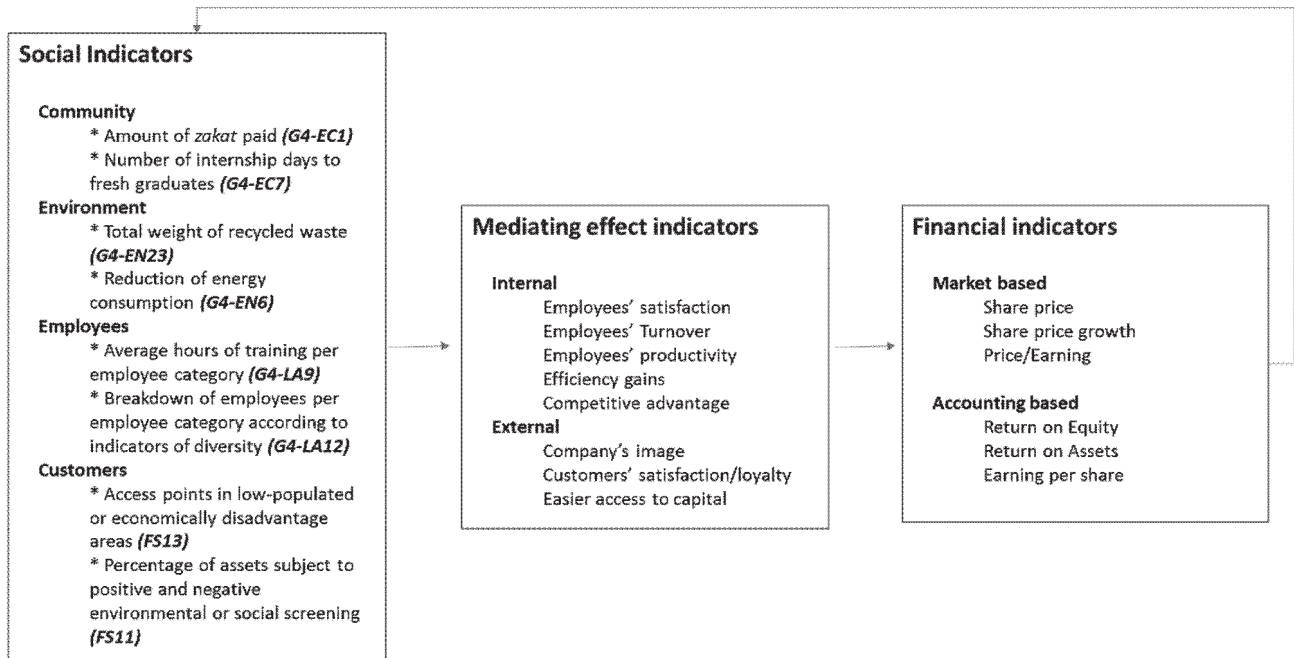 Social Indicators
Community
* Amount of zakat paid (G4-EC1)
* Number of internship days to
fresh graduates (G4-EC7)
Environment
* Total weight of recycled waste
(G4-EN23)
* Reduction of energy
consumption (G4-EN6)
Employees
* Average hours of training per
employee category (G4-LA9)
* Breakdown of employees per
employee category according to
indicators of diversity (G4-LA12)
Customers
* Access points in low-populated
or economically disadvantage
areas (FS13)
* Percentage of assets subject to
positive and negative
environmental or social screening
(FS11)
Mediating effect indicators
Internal
Employees' satisfaction
Employees' Turnover
Employees' productivity
Efficiency gains
Competitive advantage
External
Company's image
Customers' satisfaction/loyalty
Easier access to capital
Financial indicators
Market based
Share price
Share price growth
Price/Earning
Accounting based
Return on Equity
Return on Assets
Earning per share